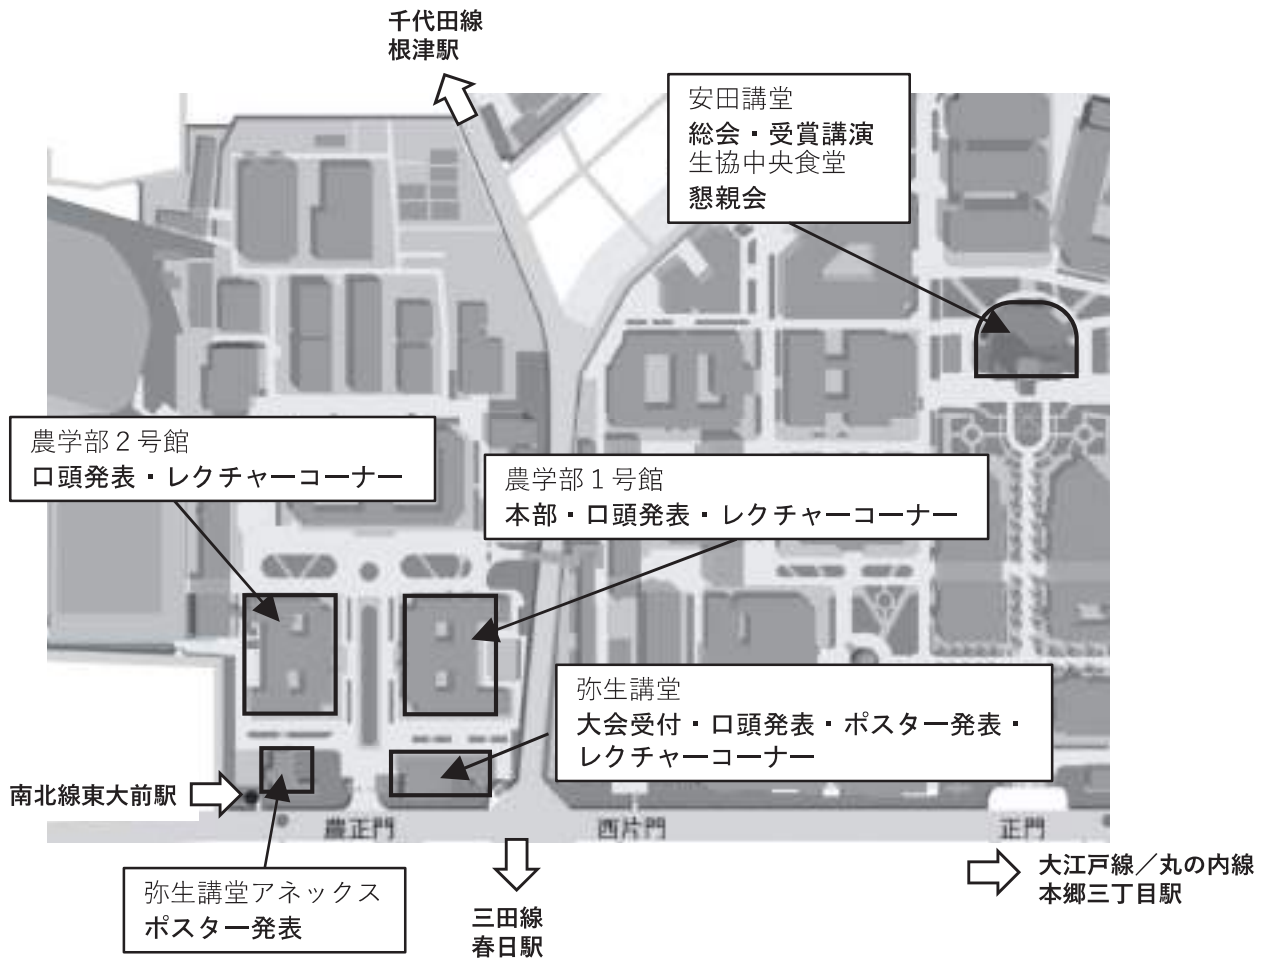 千代田線
根津駅
安田講堂
総会・受賞講演
生協中央食堂
懇親会
農学部２号館
口頭発表・レクチャーコーナー
農学部１号館
本部・口頭発表・レクチャーコーナー
弥生講堂
大会受付・口頭発表・ポスター発表・
レクチャーコーナー
南北線東大前駅
農正門
西片門
正門
弥生講堂アネックス
ポスター発表
三田線
春日駅
大江戸線／丸の内線
本郷三丁目駅